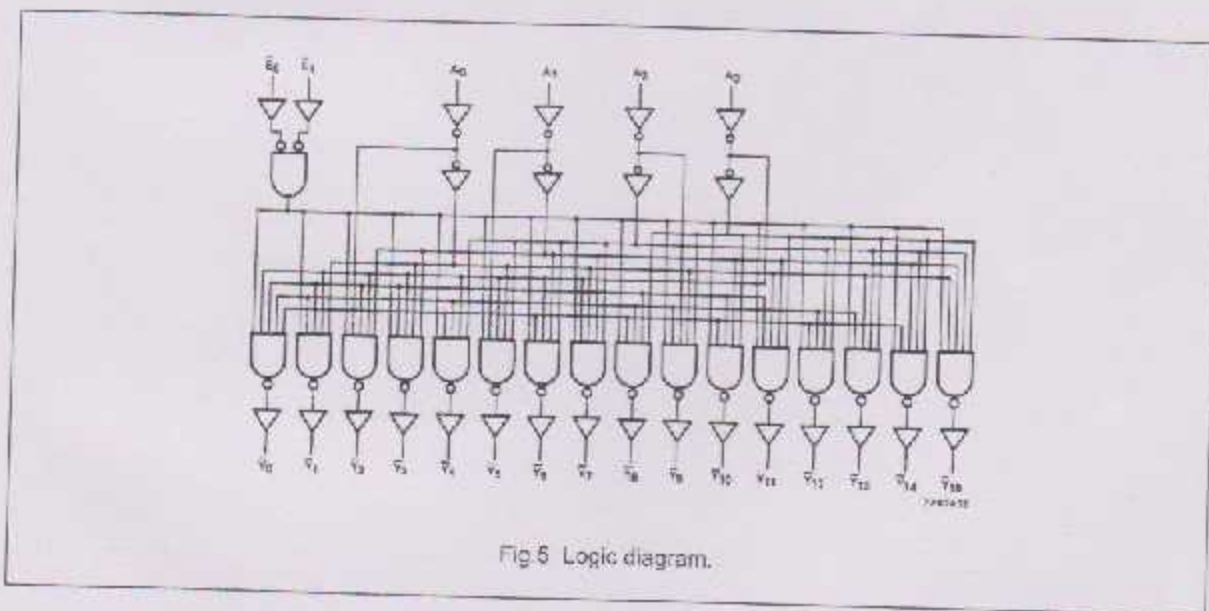 Ē₀ Ē₁ A₀ A₁ A₂ A₃
Ȳ₀ Ȳ₁ Ȳ₂ Ȳ₃ Ȳ₄ Ȳ₅ Ȳ₆ Ȳ₇ Ȳ₈ Ȳ₉ Ȳ₁₀ Ȳ₁₁ Ȳ₁₂ Ȳ₁₃ Ȳ₁₄ Ȳ₁₅
Fig.5 Logic diagram.